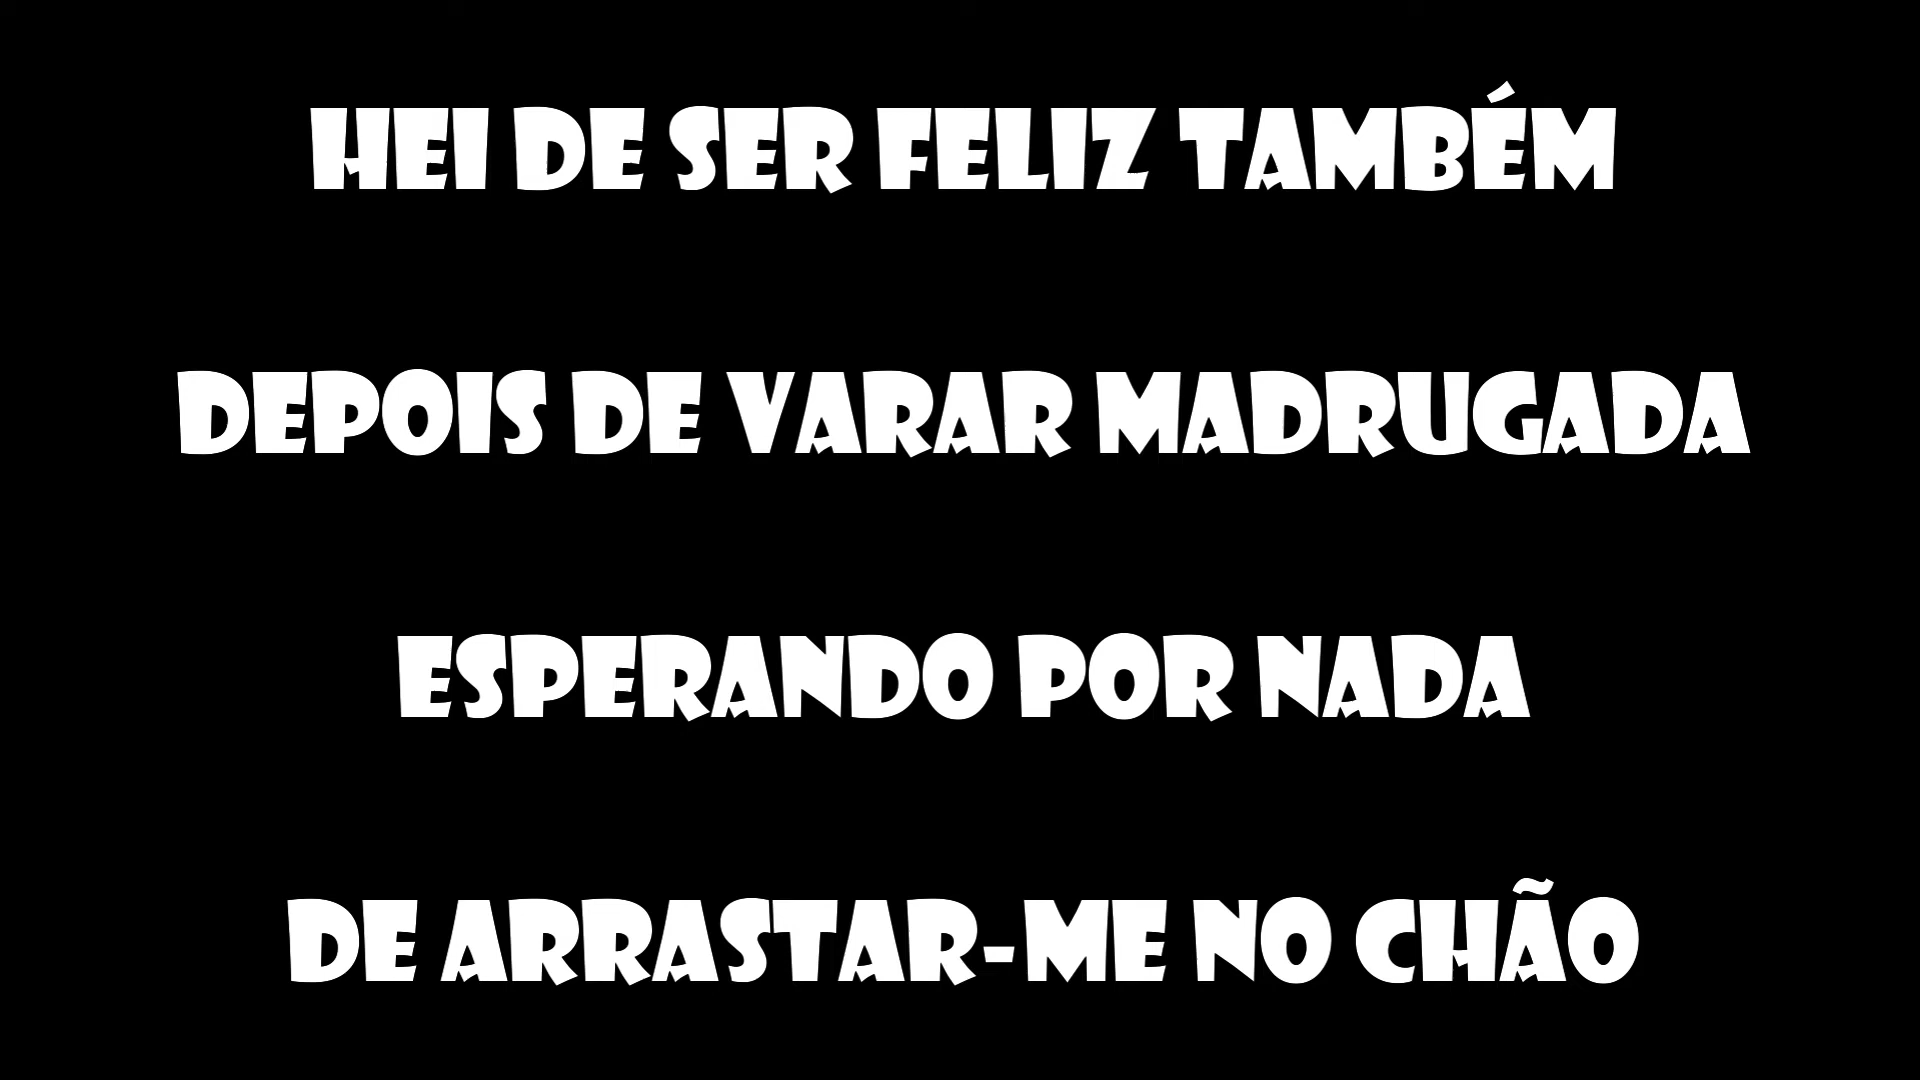 HEI DE SER FELIZ TAMBÉM
DEPOIS DE VARAR MADRUGADA
ESPERANDO POR NADA
DE ARRASTAR-ME NO CHÃO